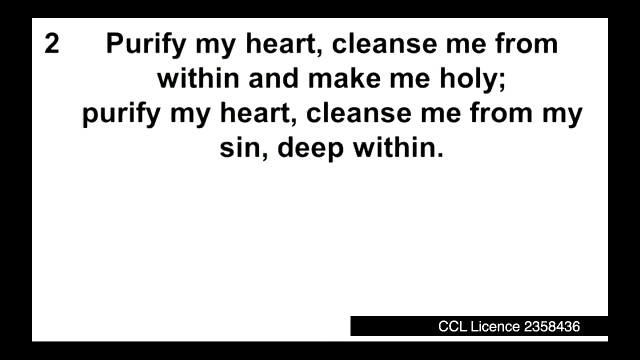 2 Purify my heart, cleanse me from
within and make me holy;
purify my heart, cleanse me from my
sin, deep within.
CCL Licence 2358436